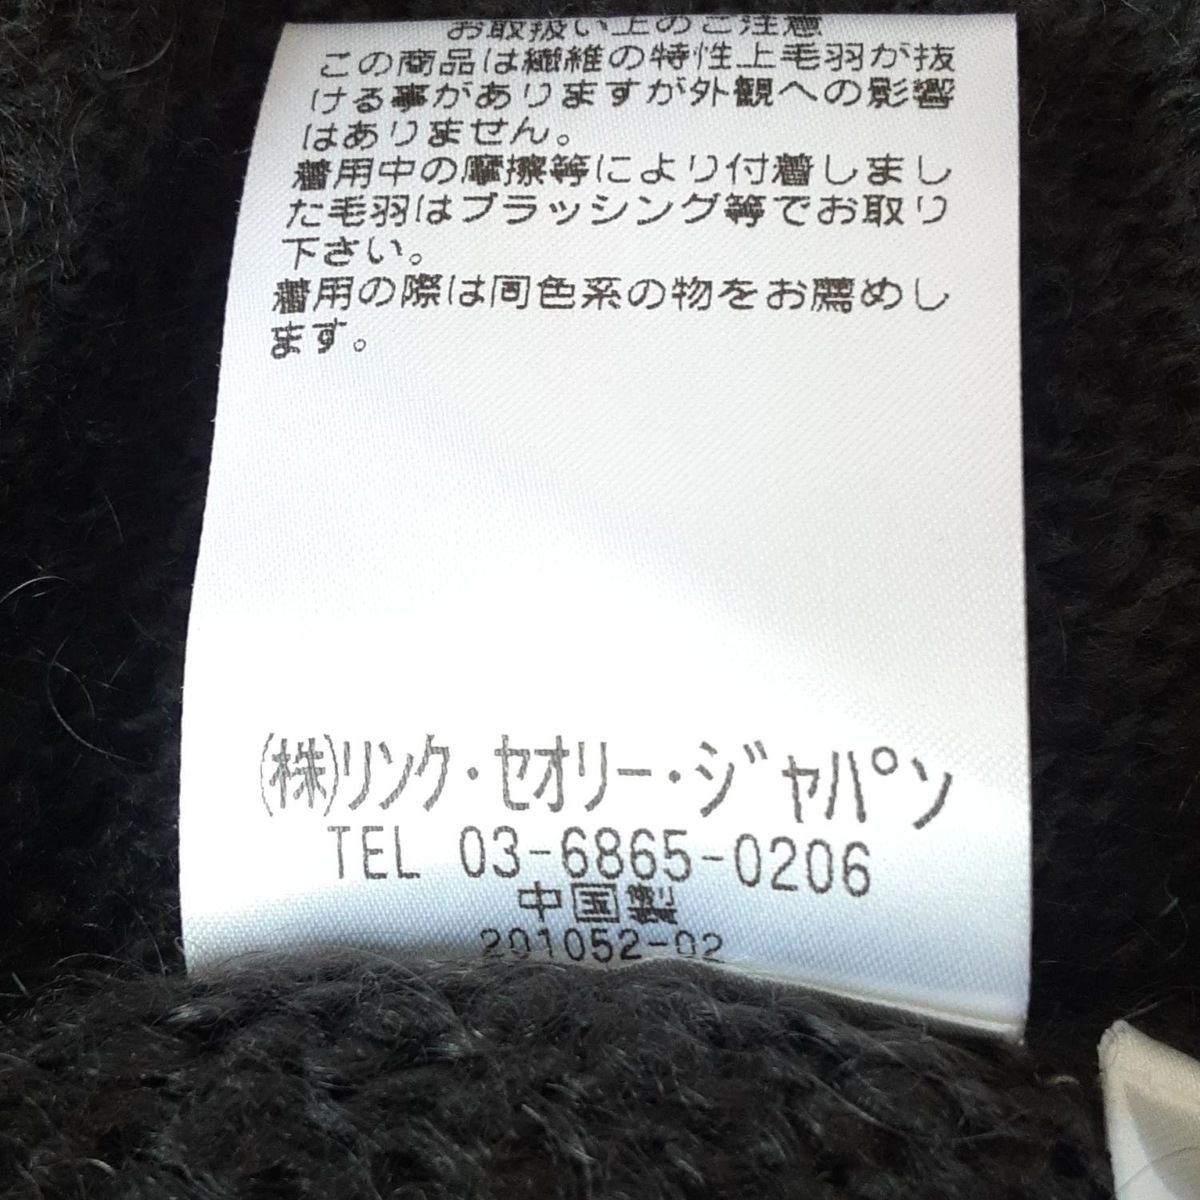 お取扱い上のご注意
この商品は繊維の特性上毛羽が抜
ける事がありますが外観への影響
はありません。
着用中の摩擦等により付着しまし
た毛羽はブラッシング等でお取り
下さい。
着用の際は同色系の物をお薦めし
ます。
(株)リンク・セオリー・ジャパン
TEL 03-6865-0206
中国製
201052-02